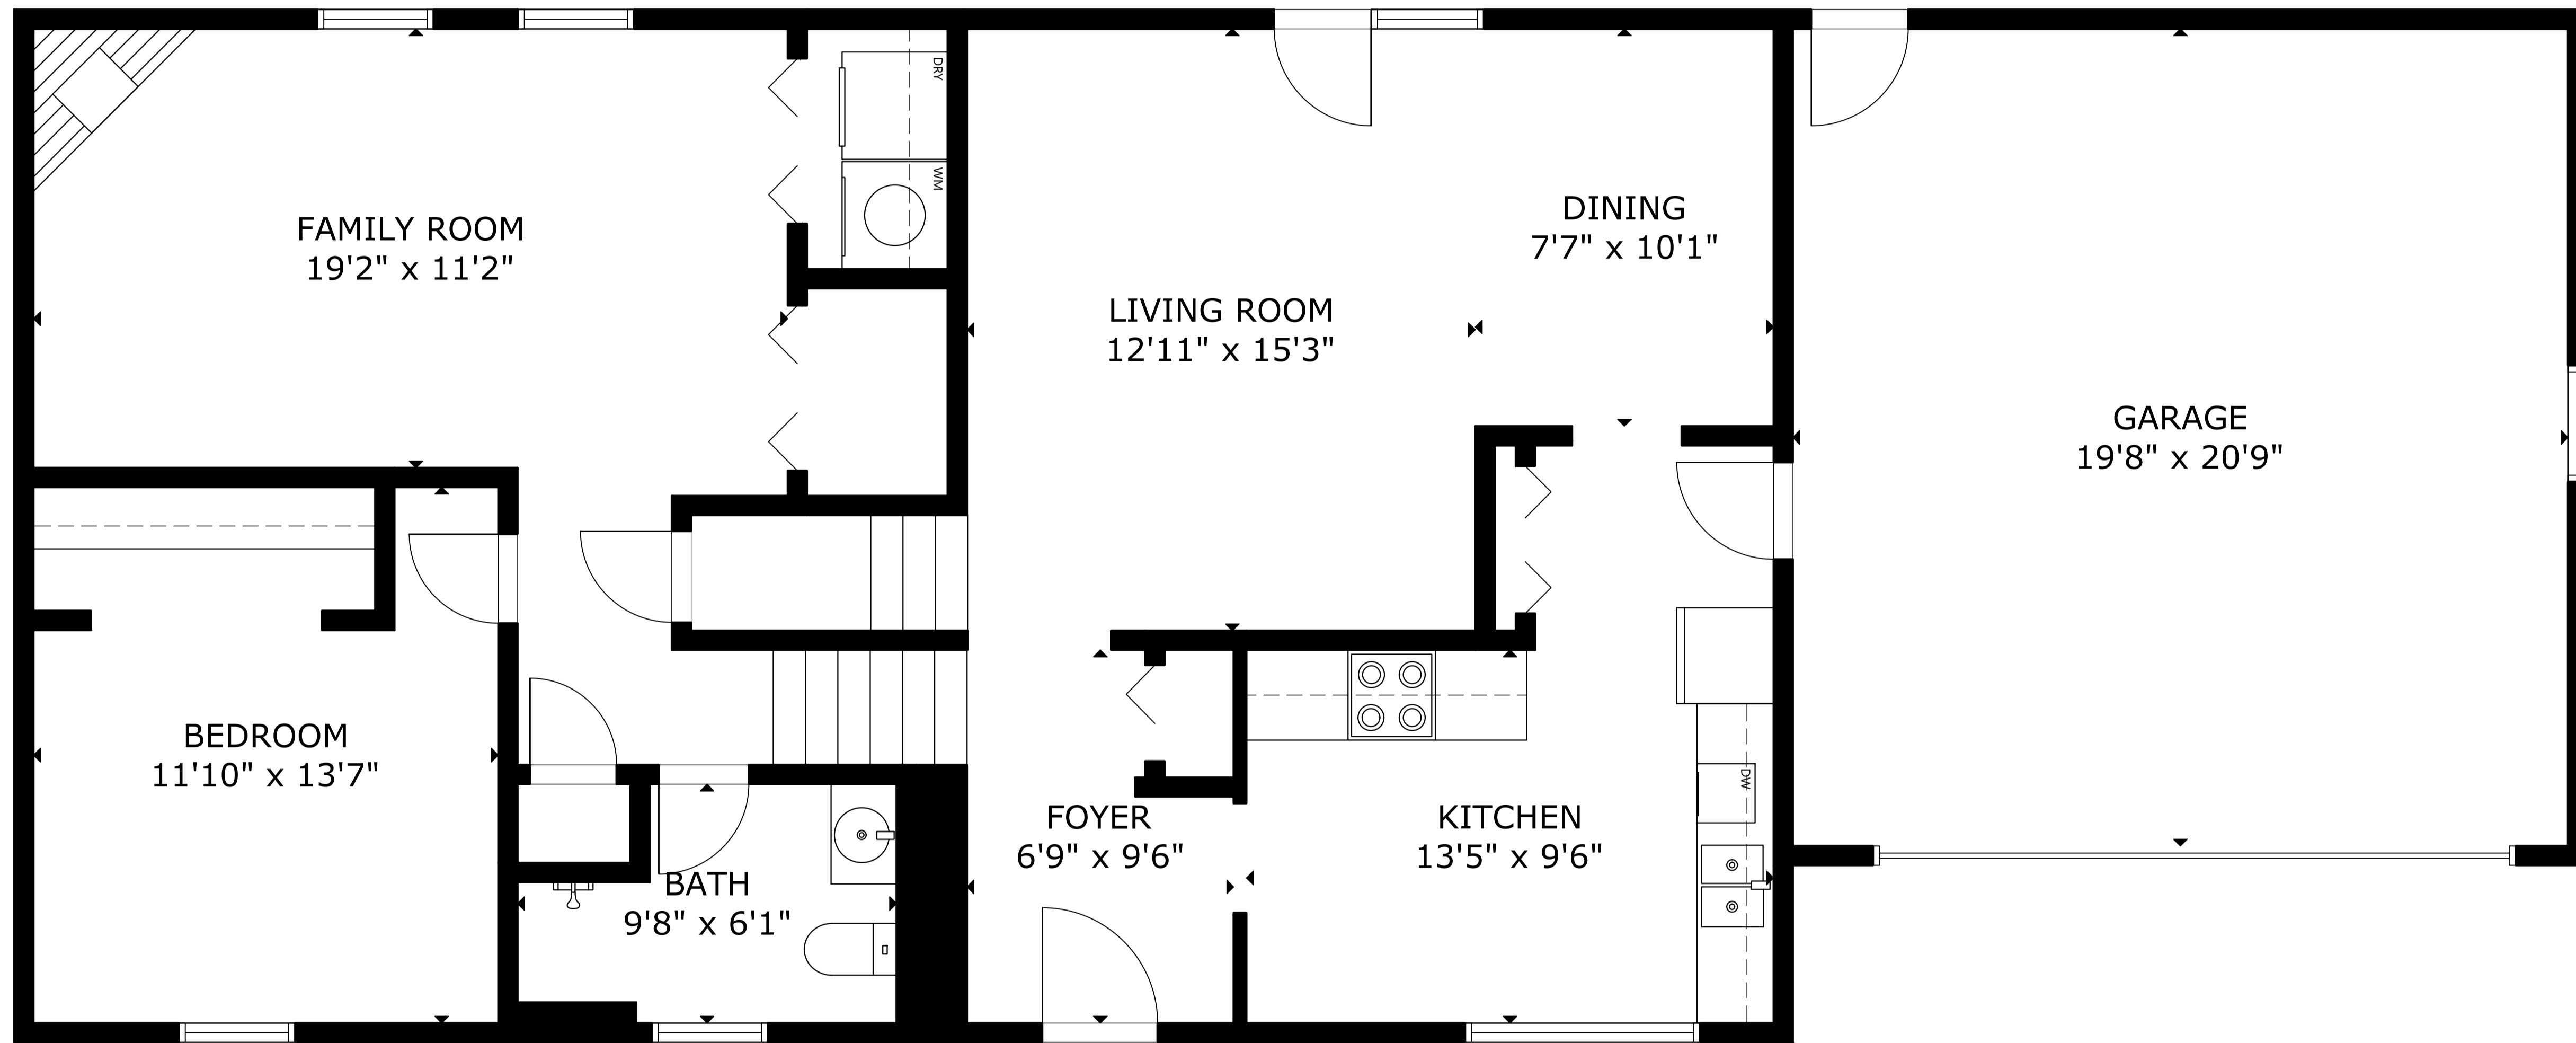 DRY
WM
FAMILY ROOM
19'2" x 11'2"
DINING
7'7" x 10'1"
LIVING ROOM
12'11" x 15'3"
GARAGE
19'8" x 20'9"
BEDROOM
11'10" x 13'7"
DW
FOYER
6'9" x 9'6"
KITCHEN
13'5" x 9'6"
BATH
9'8" x 6'1"